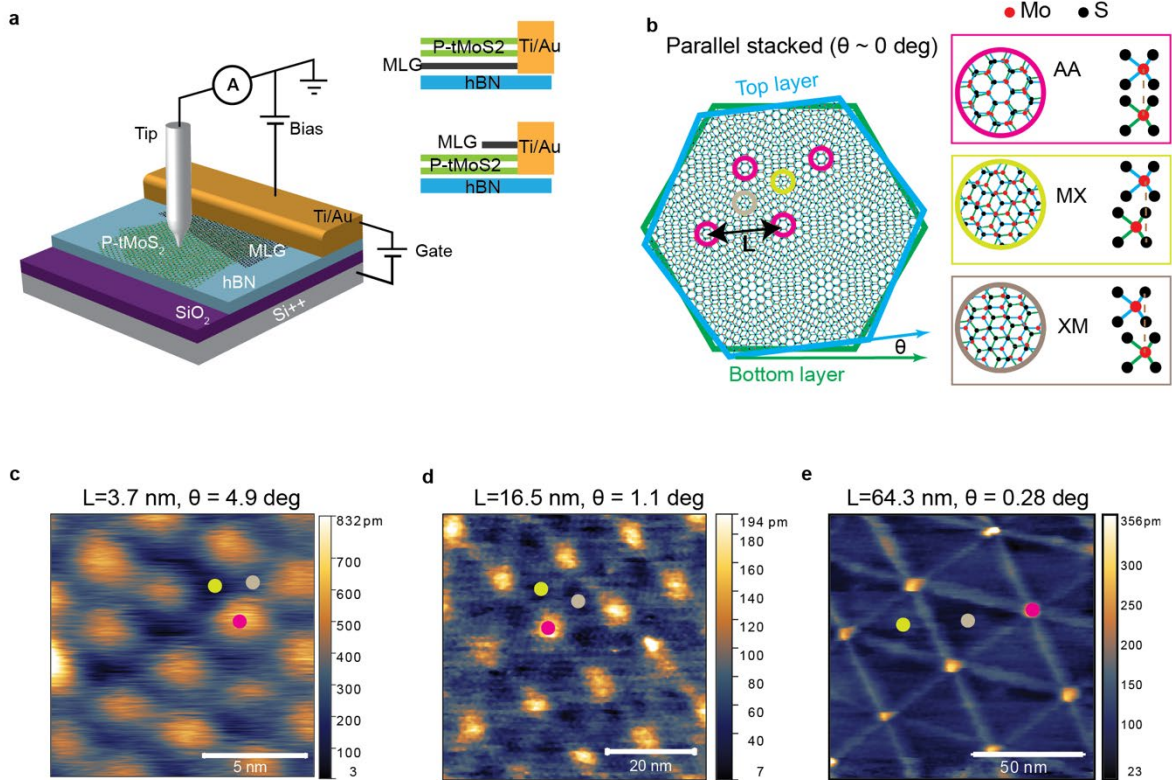 a
A
Tip
Bias
Ti/Au
P-tMoS2
MLG
hBN
SiO2
Si++
Gate
P-tMoS2
Ti/Au
MLG
hBN
MLG
Ti/Au
P-tMoS2
hBN
b
Parallel stacked (θ ~ 0 deg)
Top layer
L
θ
Bottom layer
Mo
S
AA
MX
XM
c
L=3.7 nm, θ = 4.9 deg
832 pm
700
600
500
400
300
200
100
3
5 nm
d
L=16.5 nm, θ = 1.1 deg
194 pm
180
160
140
120
100
80
60
40
7
20 nm
e
L=64.3 nm, θ = 0.28 deg
356pm
300
250
200
150
100
23
50 nm